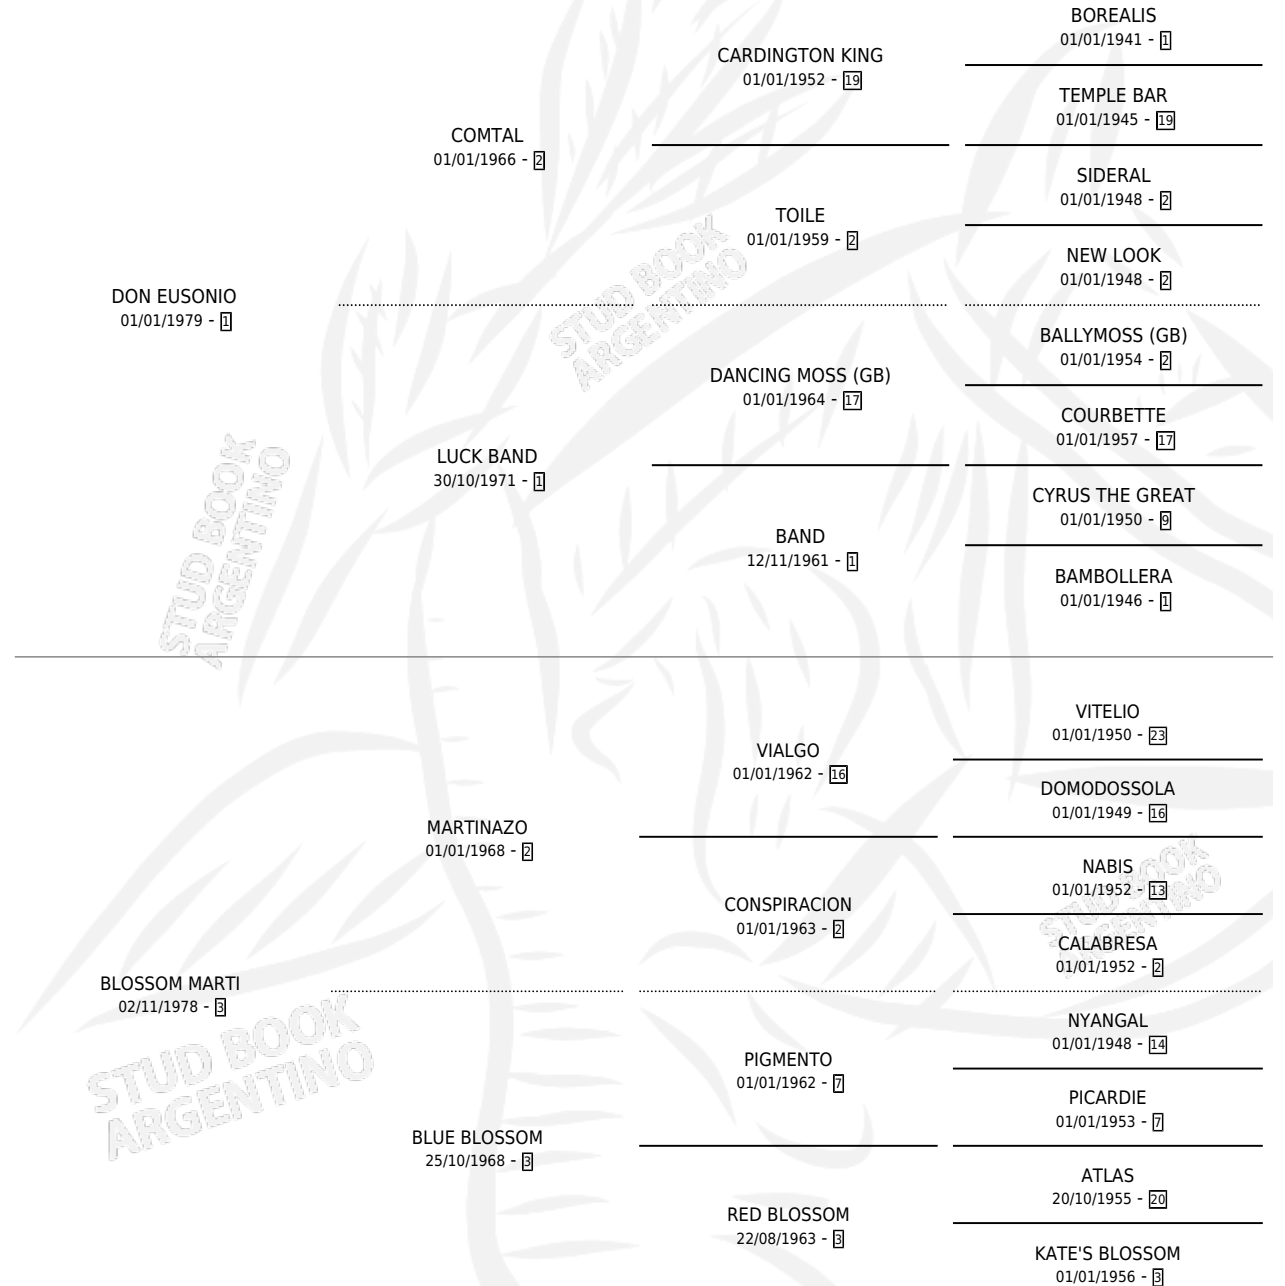 BOREALIS
01/01/1941 - 1
CARDINGTON KING
01/01/1952 - 19
TEMPLE BAR
01/01/1945 - 19
COMTAL
01/01/1966 - 2
SIDERAL
01/01/1948 - 2
TOILE
01/01/1959 - 2
NEW LOOK
01/01/1948 - 2
DON EUSONIO
01/01/1979 - 1
BALLYMOSS (GB)
01/01/1954 - 2
DANCING MOSS (GB)
01/01/1964 - 17
COURBETTE
01/01/1957 - 17
LUCK BAND
30/10/1971 - 1
CYRUS THE GREAT
01/01/1950 - 9
BAND
12/11/1961 - 1
BAMBOLLERA
01/01/1946 - 1
VITELIO
01/01/1950 - 23
VIALGO
01/01/1962 - 16
DOMODOSSOLA
01/01/1949 - 16
MARTINAZO
01/01/1968 - 2
NABIS
01/01/1952 - 13
CONSPIRACION
01/01/1963 - 2
CALABRESA
01/01/1952 - 2
BLOSSOM MARTI
02/11/1978 - 3
NYANGAL
01/01/1948 - 14
PIGMENTO
01/01/1962 - 7
PICARDIE
01/01/1953 - 7
BLUE BLOSSOM
25/10/1968 - 3
ATLAS
20/10/1955 - 20
RED BLOSSOM
22/08/1963 - 3
KATE'S BLOSSOM
01/01/1956 - 3
STUD BOOK
ARGENTINO
STUD BOOK
ARGENTINO
STUD BOOK
ARGENTINO
STUD BOOK
ARGENTINO